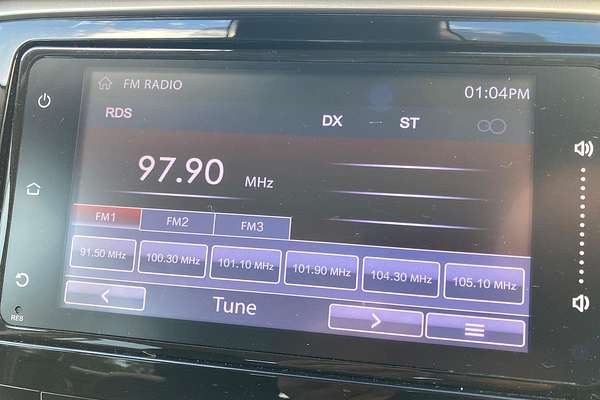 FM RADIO
01:04PM
RDS
DX
ST
97.90 MHz
FM1
FM2
FM3
91.50 MHz
100.30 MHz
101.10 MHz
101.90 MHz
104.30 MHz
105.10 MHz
Tune
RES